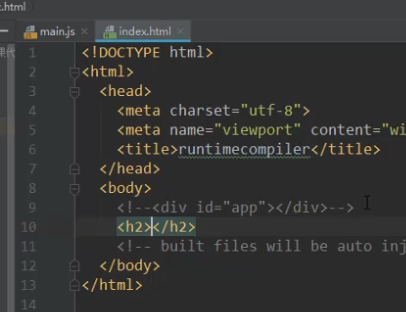 .html)
main.js × index.html ×
1 <!DOCTYPE html>
2 <html>
3 <head>
4 <meta charset="utf-8">
5 <meta name="viewport" content="wi
6 <title>runtimecompiler</title>
7 </head>
8 <body>
9 <!--<div id="app"></div>-->
10 <h2></h2>
11 <!-- built files will be auto inj
12 </body>
13 </html>
14